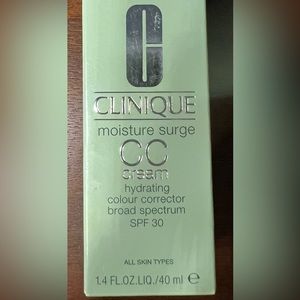 C
CLINIQUE
moisture surge
CC
cream
hydrating
colour corrector
broad spectrum
SPF 30
ALL SKIN TYPES
1.4 FL.OZ.LIQ./40 ml e